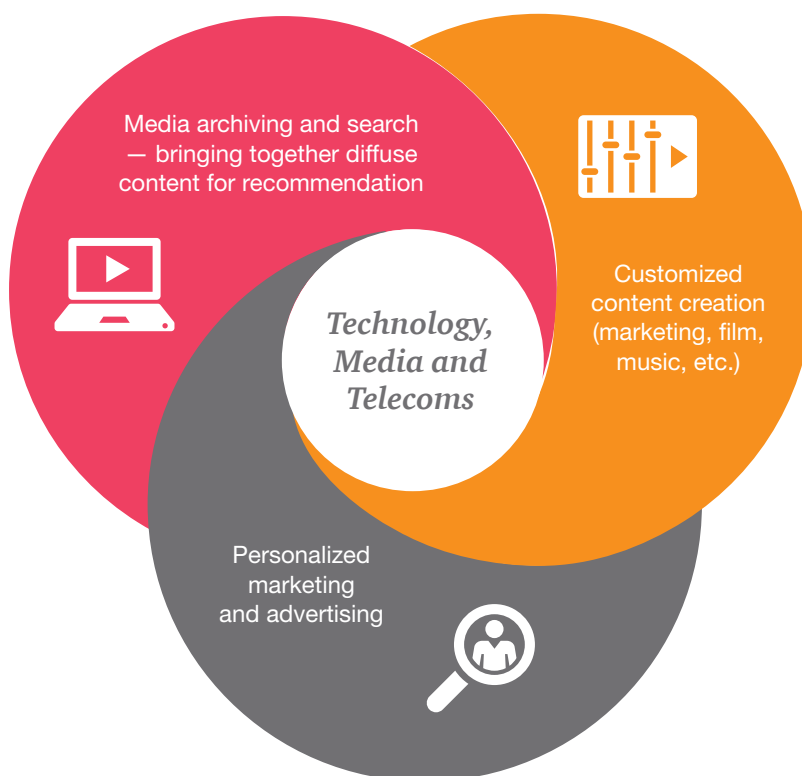 Media archiving and search
— bringing together diffuse
content for recommendation
Customized
content creation
(marketing, film,
music, etc.)
Technology,
Media and
Telecoms
Personalized
marketing
and advertising